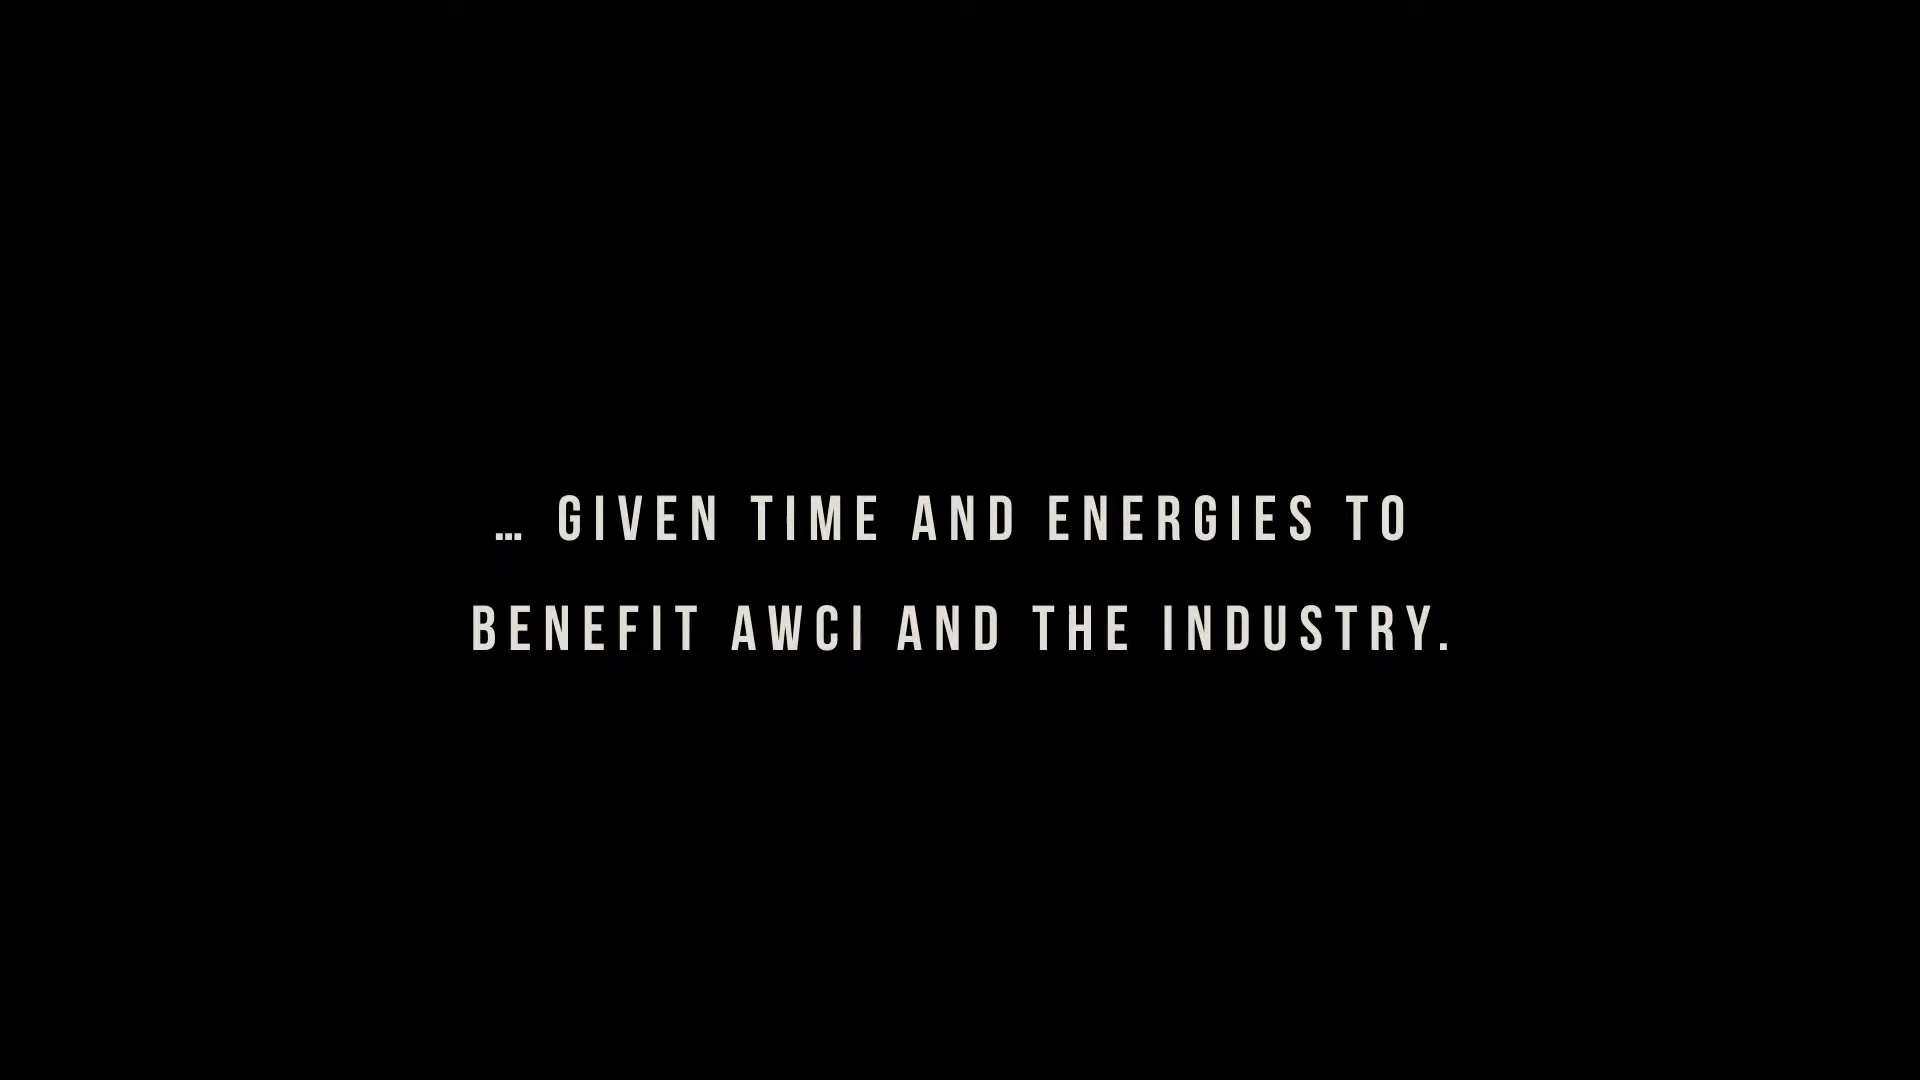 … GIVEN TIME AND ENERGIES TO
BENEFIT AWCI AND THE INDUSTRY.